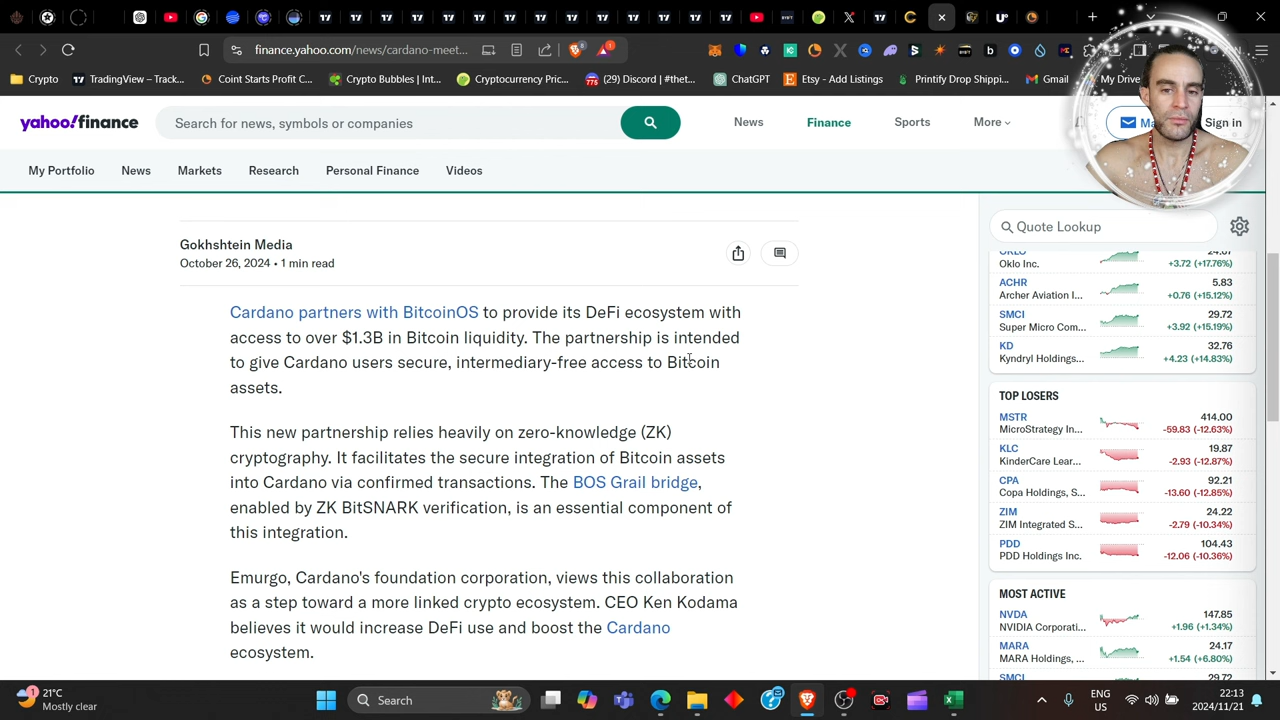 finance.yahoo.com/news/cardano-meet...
8
1
Crypto
TradingView – Track...
Coint Starts Profit C...
Crypto Bubbles | Int...
Cryptocurrency Pric...
(29) Discord | #thet...
ChatGPT
Etsy - Add Listings
Printify Drop Shippi...
Gmail
My Drive
yahoo!finance
Search for news, symbols or companies
News
Finance
Sports
More
Ma
Sign in
My Portfolio
News
Markets
Research
Personal Finance
Videos
Gokhshtein Media
October 26, 2024 • 1 min read
Cardano partners with BitcoinOS to provide its DeFi ecosystem with
access to over $1.3B in Bitcoin liquidity. The partnership is intended
to give Cardano users secure, intermediary-free access to Bitcoin
assets.
This new partnership relies heavily on zero-knowledge (ZK)
cryptography. It facilitates the secure integration of Bitcoin assets
into Cardano via confirmed transactions. The BOS Grail bridge,
enabled by ZK BitSNARK verification, is an essential component of
this integration.
Emurgo, Cardano's foundation corporation, views this collaboration
as a step toward a more linked crypto ecosystem. CEO Ken Kodama
believes it would increase DeFi use and boost the Cardano
ecosystem.
Quote Lookup
Oklo Inc. +3.72 (+17.76%)
ACHR 5.83
Archer Aviation I... +0.76 (+15.12%)
SMCI 29.72
Super Micro Com... +3.92 (+15.19%)
KD 32.76
Kyndryl Holdings... +4.23 (+14.83%)
TOP LOSERS
MSTR 414.00
MicroStrategy In... -59.83 (-12.63%)
KLC 19.87
KinderCare Lear... -2.93 (-12.87%)
CPA 92.21
Copa Holdings, S... -13.60 (-12.85%)
ZIM 24.22
ZIM Integrated S... -2.79 (-10.34%)
PDD 104.43
PDD Holdings Inc. -12.06 (-10.36%)
MOST ACTIVE
NVDA 147.85
NVIDIA Corporati... +1.96 (+1.34%)
MARA 24.17
MARA Holdings, ... +1.54 (+6.80%)
SMCI 29.72
1
21°C
Mostly clear
Search
ENG
US
22:13
2024/11/21